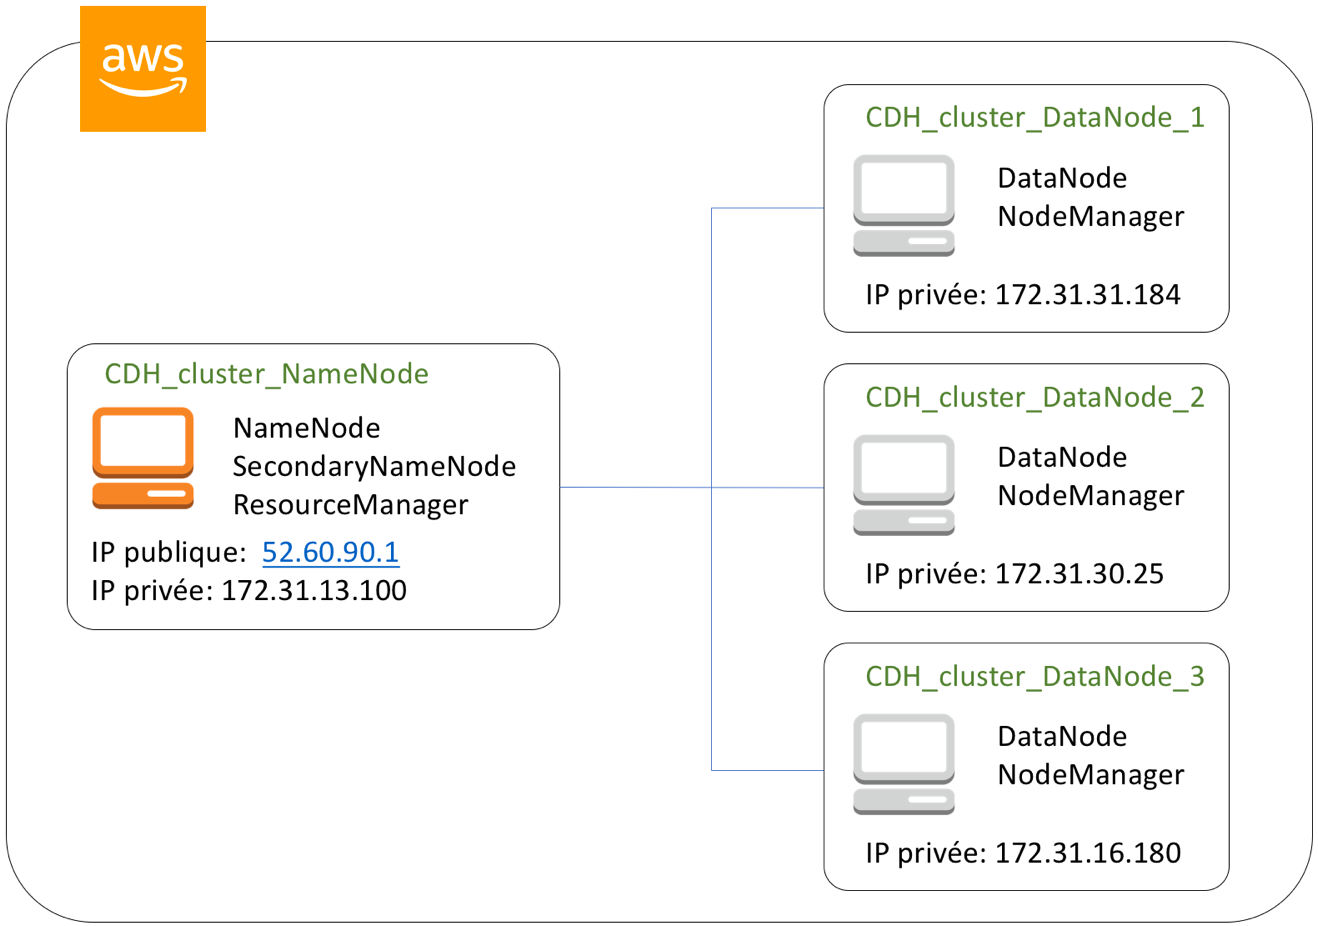 aws
CDH_cluster_DataNode_1
DataNode
NodeManager
IP privée: 172.31.31.184
CDH_cluster_NameNode
NameNode
SecondaryNameNode
ResourceManager
IP publique: 52.60.90.1
IP privée: 172.31.13.100
CDH_cluster_DataNode_2
DataNode
NodeManager
IP privée: 172.31.30.25
CDH_cluster_DataNode_3
DataNode
NodeManager
IP privée: 172.31.16.180